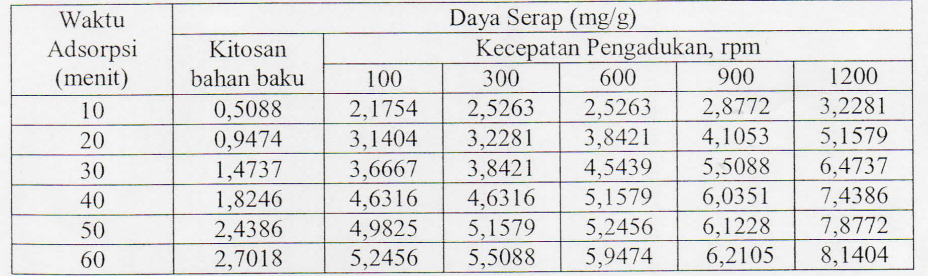 Waktu Adsorpsi (menit) Daya Serap (mg/g)
Kitosan bahan baku Kecepatan Pengadukan, rpm
100 300 600 900 1200
10 0,5088 2,1754 2,5263 2,5263 2,8772 3,2281
20 0,9474 3,1404 3,2281 3,8421 4,1053 5,1579
30 1,4737 3,6667 3,8421 4,5439 5,5088 6,4737
40 1,8246 4,6316 4,6316 5,1579 6,0351 7,4386
50 2,4386 4,9825 5,1579 5,2456 6,1228 7,8772
60 2,7018 5,2456 5,5088 5,9474 6,2105 8,1404